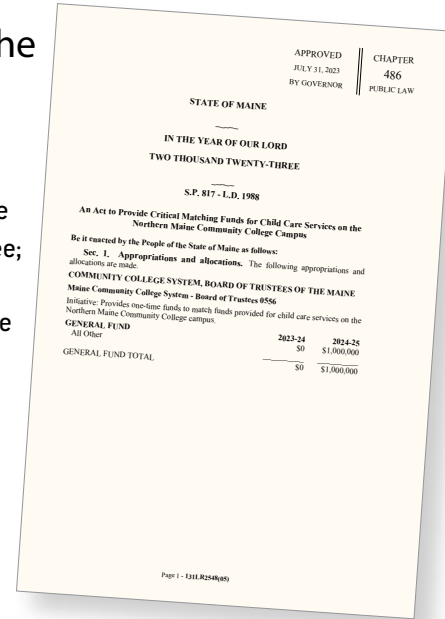 he
e
ee;
e
APPROVED
JULY 31, 2023
BY GOVERNOR
CHAPTER
486
PUBLIC LAW
STATE OF MAINE
IN THE YEAR OF OUR LORD
TWO THOUSAND TWENTY-THREE
S.P. 817 - L.D. 1988
An Act to Provide Critical Matching Funds for Child Care Services on the
Northern Maine Community College Campus
Be it enacted by the People of the State of Maine as follows:
Sec. 1. Appropriations and allocations. The following appropriations and
allocations are made.
COMMUNITY COLLEGE SYSTEM, BOARD OF TRUSTEES OF THE MAINE
Maine Community College System - Board of Trustees 0556
Initiative: Provides one-time funds to match funds provided for child care services on the
Northern Maine Community College campus.
GENERAL FUND 2023-24 2024-25
All Other $0 $1,000,000
GENERAL FUND TOTAL $0 $1,000,000
Page 1 - 131LR2548(05)